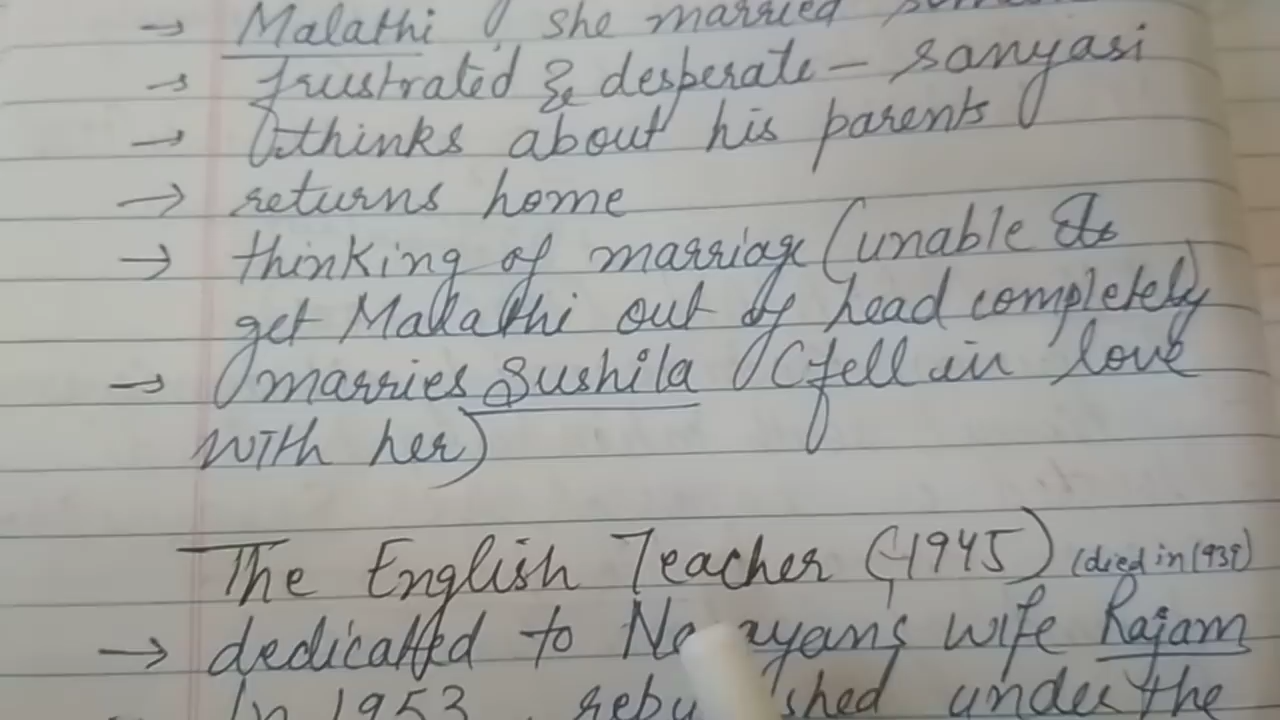 → Malathi, she married
→ frustrated & desperate - sanyasi
→ thinks about his parents
→ returns home
→ thinking of marriage (unable to
get Malathi out of head completely)
→ marries Sushila (fell in love
with her)
The English Teacher (1945) (died in 1939)
→ dedicated to Narayan's wife Rajam
In 1953, republished under the